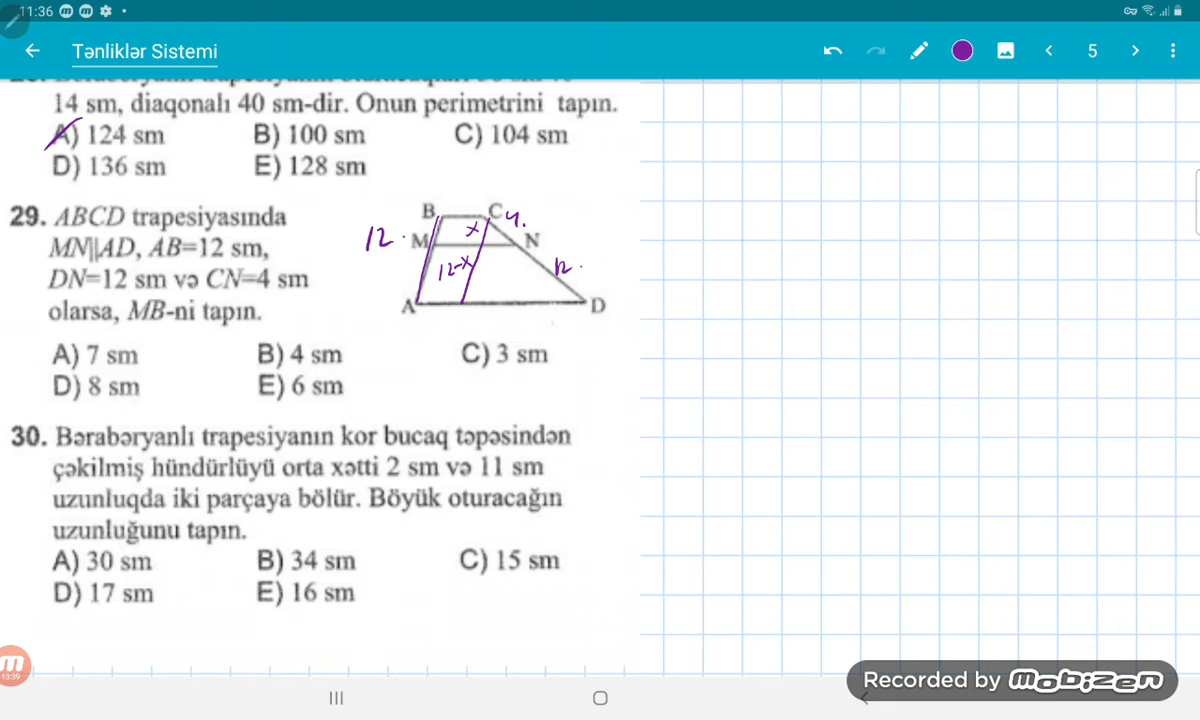 11:36
Tənliklər Sistemi
5
14 sm, diaqonalı 40 sm-dir. Onun perimetrini tapın.
A) 124 sm B) 100 sm C) 104 sm
D) 136 sm E) 128 sm
29. ABCD trapesiyasında
MN||AD, AB=12 sm,
DN=12 sm və CN=4 sm
olarsa, MB-ni tapın.
B C 4.
12. M x N
12-x 12.
A D
A) 7 sm B) 4 sm C) 3 sm
D) 8 sm E) 6 sm
30. Bərabəryanlı trapesiyanın kor bucaq təpəsindən
çəkilmiş hündürlüyü orta xətti 2 sm və 11 sm
uzunluqda iki parçaya bölür. Böyük oturacağın
uzunluğunu tapın.
A) 30 sm B) 34 sm C) 15 sm
D) 17 sm E) 16 sm
13:39
Recorded by mobizen